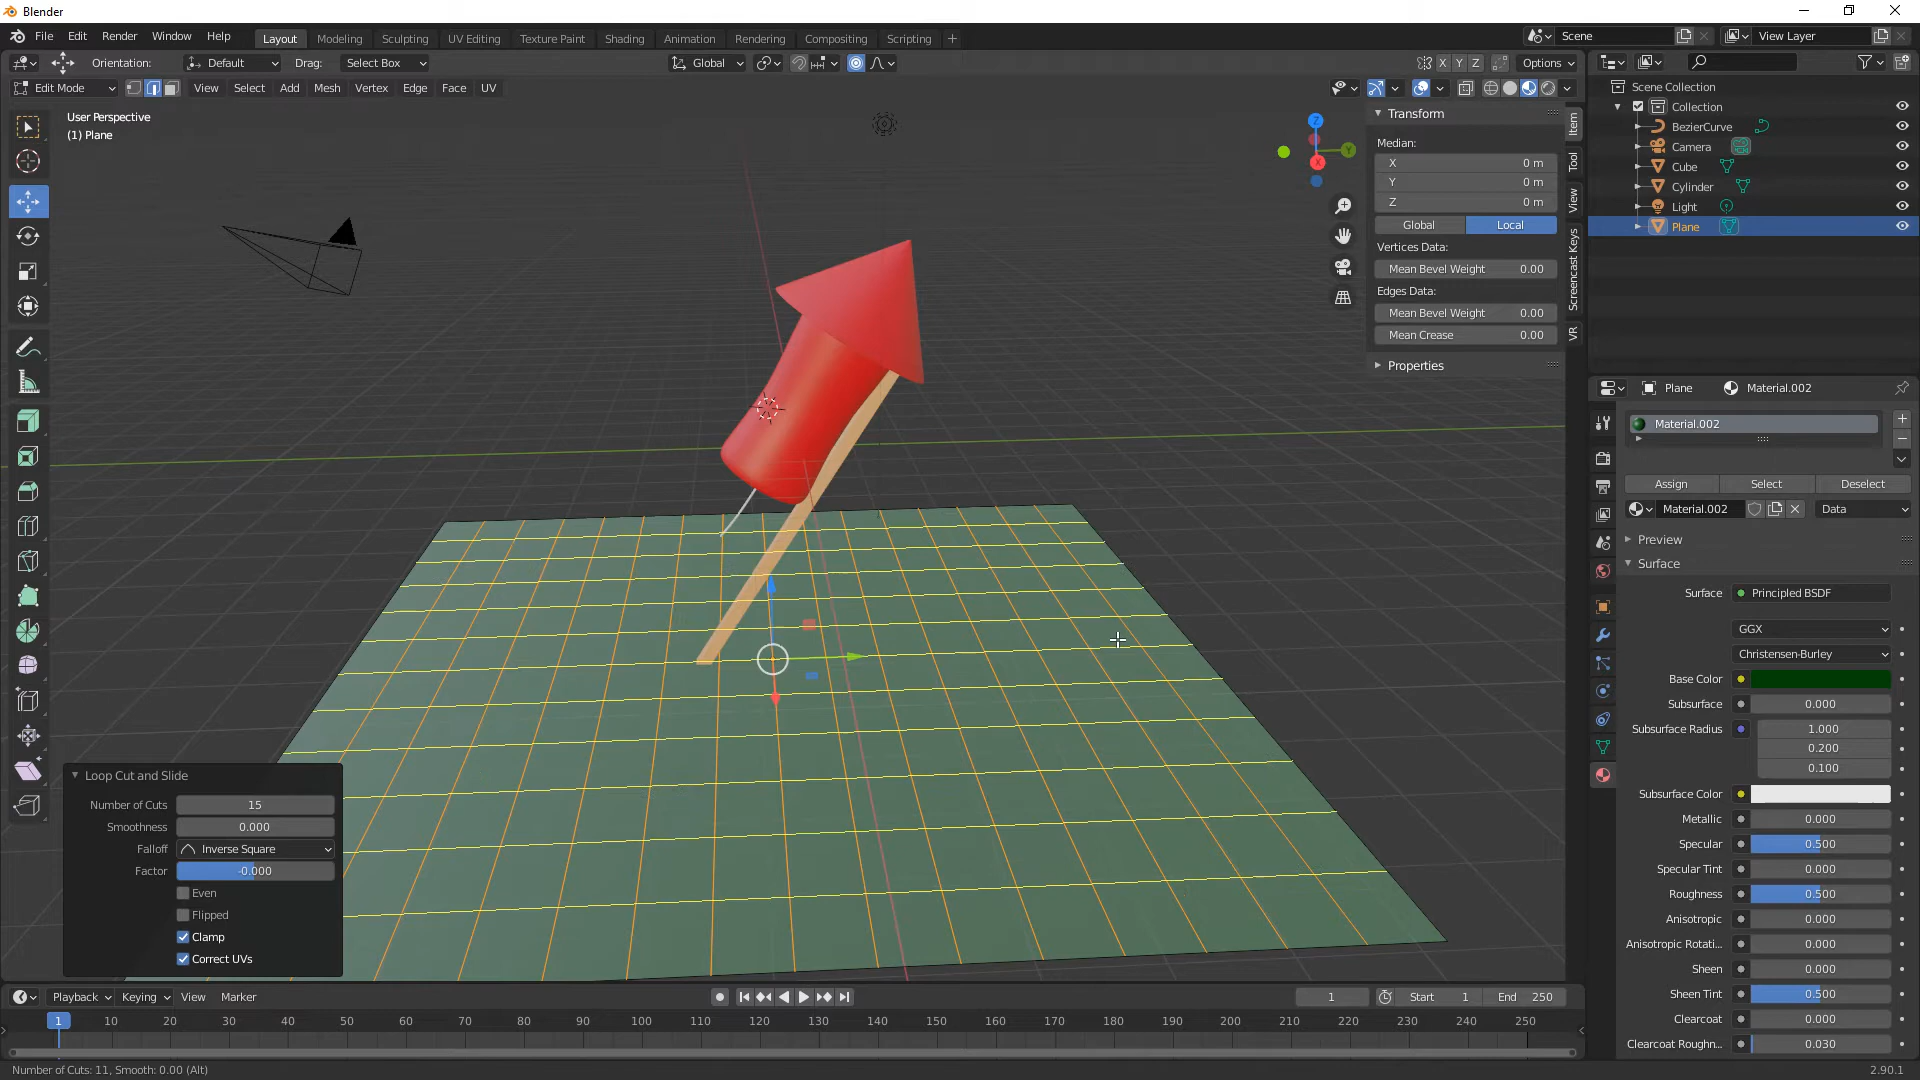 Blender
File Edit Render Window Help
Layout Modeling Sculpting UV Editing Texture Paint Shading Animation Rendering Compositing Scripting +
Scene
View Layer
Orientation: Default Drag: Select Box
Global
X Y Z Options
Edit Mode View Select Add Mesh Vertex Edge Face UV
User Perspective
(1) Plane
Z
Y
X
Transform
Median:
X 0 m
Y 0 m
Z 0 m
Global Local
Vertices Data:
Mean Bevel Weight 0.00
Edges Data:
Mean Bevel Weight 0.00
Mean Crease 0.00
Properties
Item
Tool
View
Screencast Keys
VR
Scene Collection
Collection
BezierCurve
Camera
Cube
Cylinder
Light
Plane
Plane Material.002
Material.002
Assign Select Deselect
Material.002 Data
Preview
Surface
Surface Principled BSDF
GGX
Christensen-Burley
Base Color
Subsurface 0.000
Subsurface Radius 1.000
0.200
0.100
Subsurface Color
Metallic 0.000
Specular 0.500
Specular Tint 0.000
Roughness 0.500
Anisotropic 0.000
Anisotropic Rotati... 0.000
Sheen 0.000
Sheen Tint 0.500
Clearcoat 0.000
Clearcoat Roughn... 0.030
Loop Cut and Slide
Number of Cuts 15
Smoothness 0.000
Falloff Inverse Square
Factor -0.000
Even
Flipped
Clamp
Correct UVs
Playback Keying View Marker
1 Start 1 End 250
1 10 20 30 40 50 60 70 80 90 100 110 120 130 140 150 160 170 180 190 200 210 220 230 240 250
Number of Cuts: 11, Smooth: 0.00 (Alt)
2.90.1